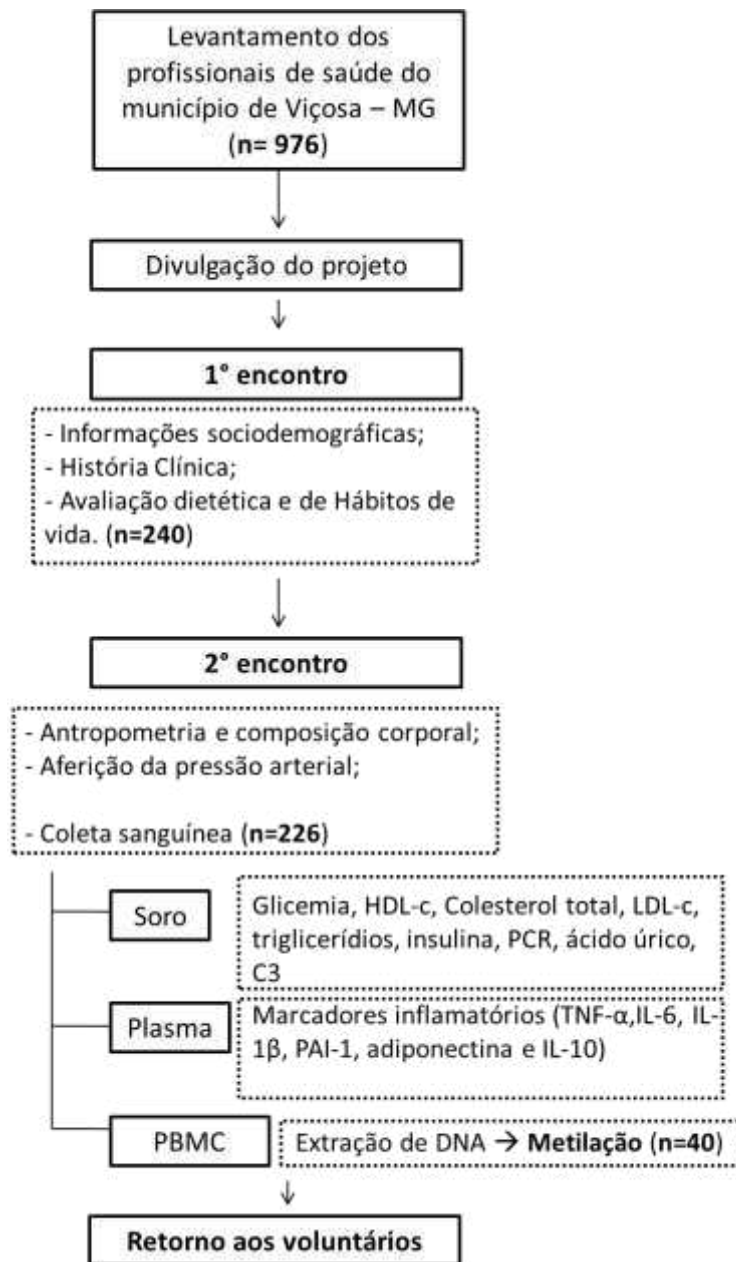 Levantamento dos
profissionais de saúde do
município de Viçosa – MG
(n= 976)
Divulgação do projeto
1° encontro
- Informações sociodemográficas;
- História Clínica;
- Avaliação dietética e de Hábitos de
vida. (n=240)
2° encontro
- Antropometria e composição corporal;
- Aferição da pressão arterial;
- Coleta sanguínea (n=226)
Soro
Glicemia, HDL-c, Colesterol total, LDL-c,
triglicerídios, insulina, PCR, ácido úrico,
C3
Plasma
Marcadores inflamatórios (TNF-α,IL-6, IL-
1β, PAI-1, adiponectina e IL-10)
PBMC
Extração de DNA → Metilação (n=40)
Retorno aos voluntários